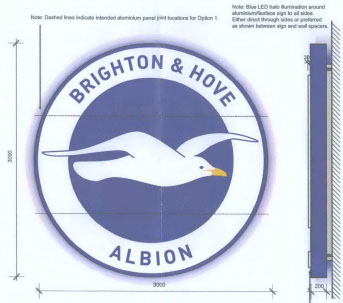 Note: Blue LED halo illumination around
aluminium/flexface sign to all sides.
Either direct through sides or preferred
as shown between sign and wall spacers.
Note: Dashed lines indicate intended aluminium panel joint locations for Option 1.
BRIGHTON & HOVE
ALBION
3000
3000
200